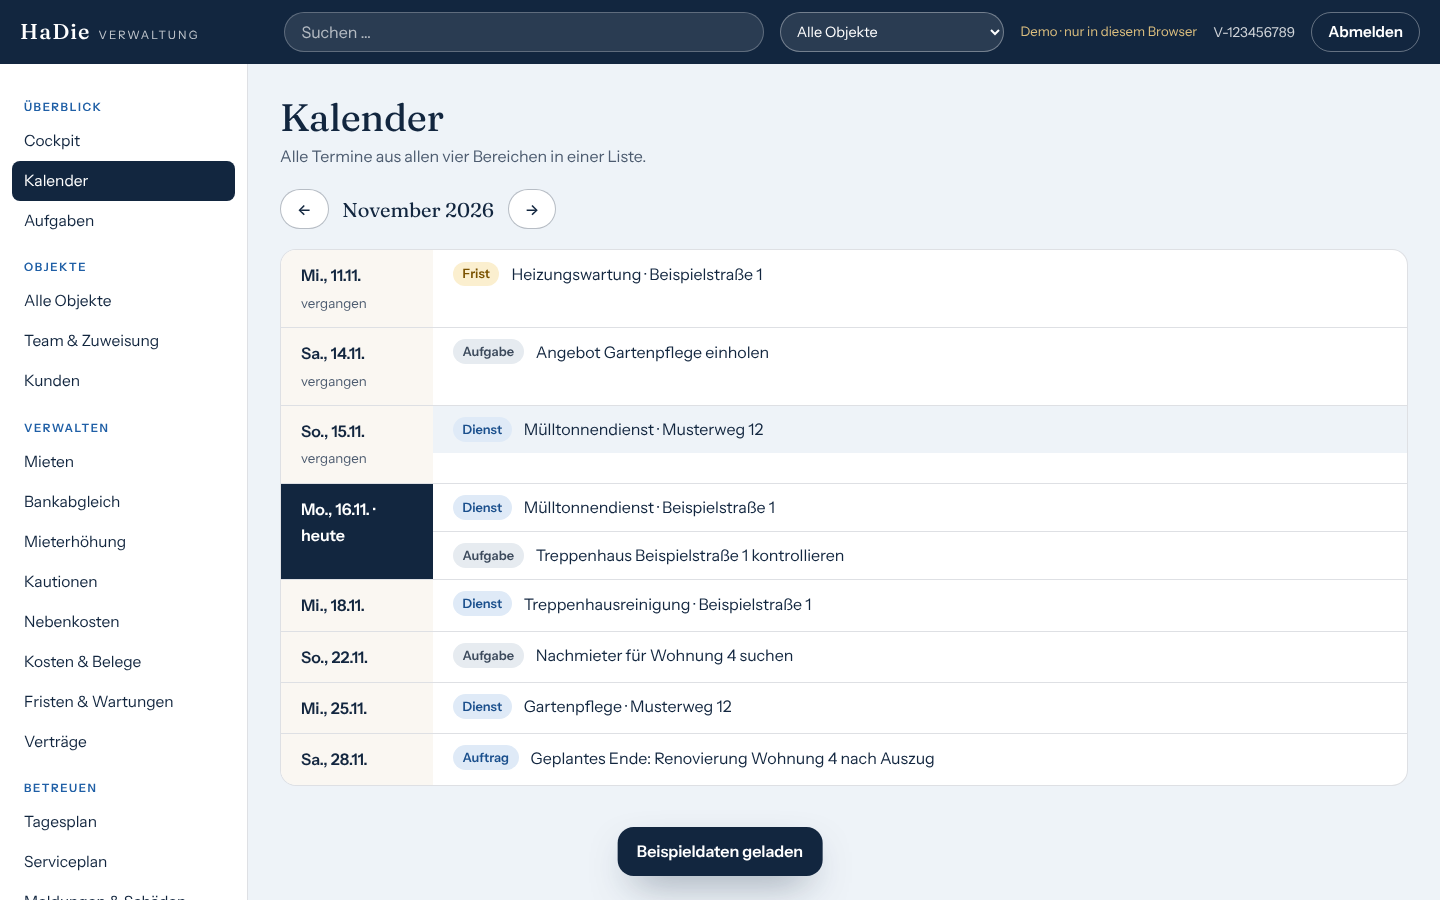 HaDie VERWALTUNG
Suchen ...
Alle Objekte
Demo · nur in diesem Browser
V-123456789
Abmelden
ÜBERBLICK
Cockpit
Kalender
Aufgaben
OBJEKTE
Alle Objekte
Team & Zuweisung
Kunden
VERWALTEN
Mieten
Bankabgleich
Mieterhöhung
Kautionen
Nebenkosten
Kosten & Belege
Fristen & Wartungen
Verträge
BETREUEN
Tagesplan
Serviceplan
Meldungen & Schäden
Kalender
Alle Termine aus allen vier Bereichen in einer Liste.
← November 2026 →
Mi., 11.11.
vergangen
Frist Heizungswartung · Beispielstraße 1
Sa., 14.11.
vergangen
Aufgabe Angebot Gartenpflege einholen
So., 15.11.
vergangen
Dienst Mülltonnendienst · Musterweg 12
Mo., 16.11. ·
heute
Dienst Mülltonnendienst · Beispielstraße 1
Aufgabe Treppenhaus Beispielstraße 1 kontrollieren
Mi., 18.11.
Dienst Treppenhausreinigung · Beispielstraße 1
So., 22.11.
Aufgabe Nachmieter für Wohnung 4 suchen
Mi., 25.11.
Dienst Gartenpflege · Musterweg 12
Sa., 28.11.
Auftrag Geplantes Ende: Renovierung Wohnung 4 nach Auszug
Beispieldaten geladen